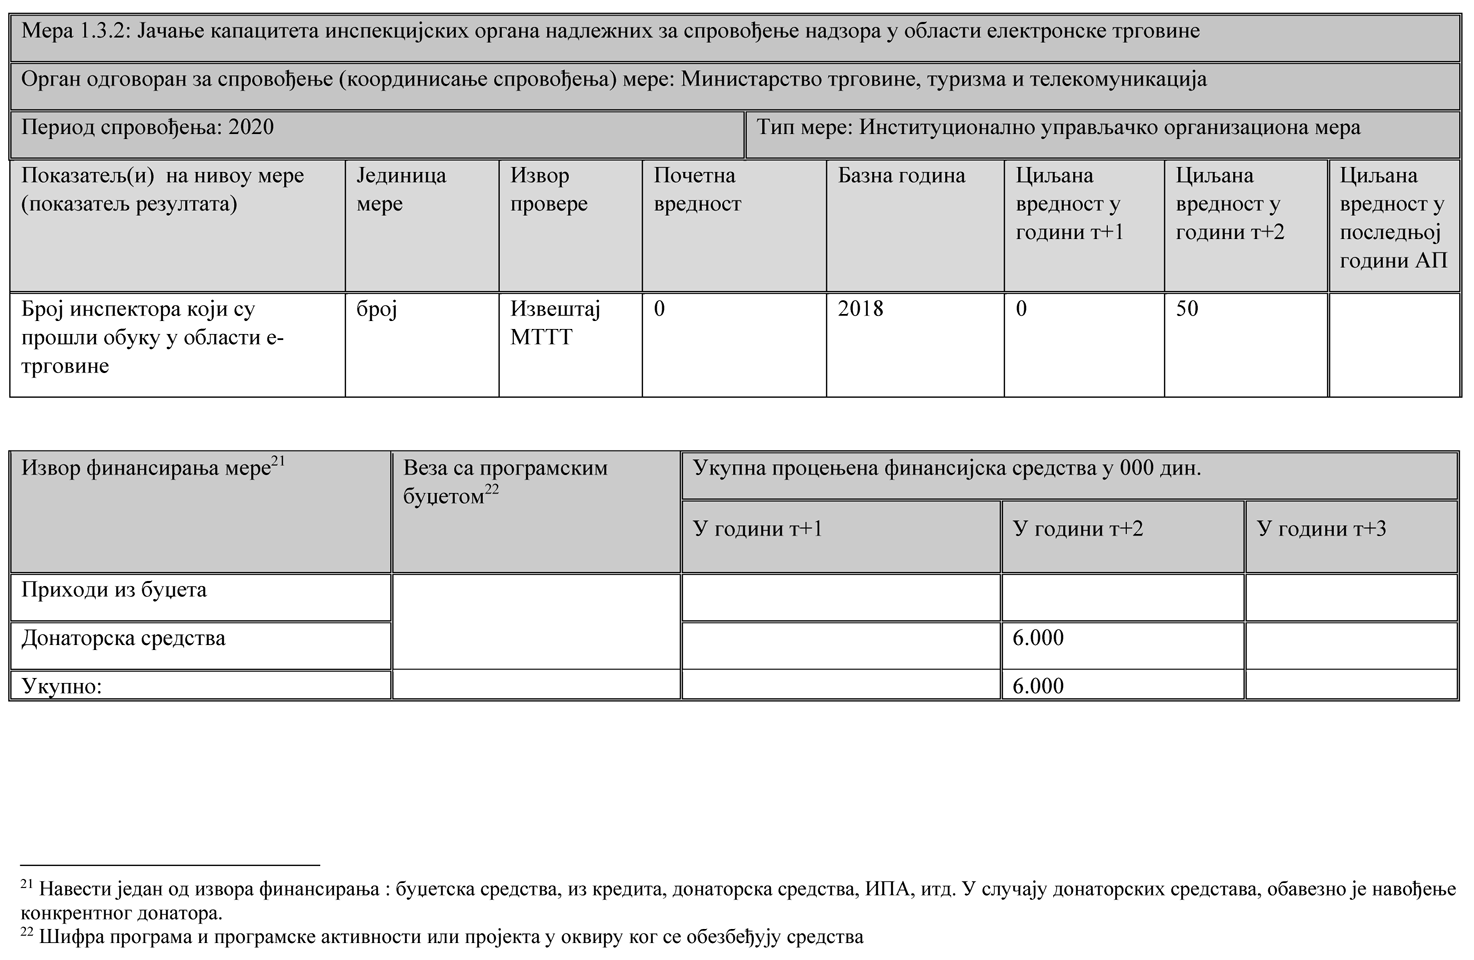 Мера 1.3.2: Јачање капацитета инспекцијских органа надлежних за спровођење надзора у области електронске трговине
Орган одговоран за спровођење (координисање спровођења) мере: Министарство трговине, туризма и телекомуникација
Период спровођења: 2020
Тип мере: Институционално управљачко организациона мера
Показатељ(и) на нивоу мере
(показатељ резултата)
Јединица
мере
Извор
провере
Почетна
вредност
Базна година
Циљана
вредност у
години т+1
Циљана
вредност у
години т+2
Циљана
вредност у
последњој
години АП
Број инспектора који су
прошли обуку у области е-
трговине
број
Извештај
МТТТ
0
2018
0
50
Извор финансирања мере21
Веза са програмским
буџетом22
Укупна процењена финансијска средства у 000 дин.
У години т+1
У години т+2
У години т+3
Приходи из буџета
Донаторска средства
6.000
Укупно:
6.000
21 Навести један од извора финансирања : буџетска средства, из кредита, донаторска средства, ИПА, итд. У случају донаторских средстава, обавезно је навођење
конкрентног донатора.
22 Шифра програма и програмске активности или пројекта у оквиру ког се обезбеђују средства